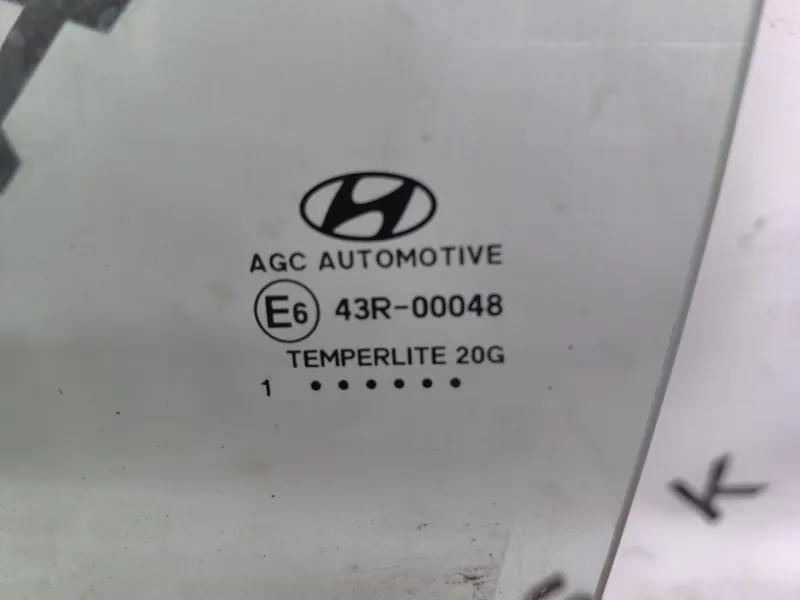 AGC AUTOMOTIVE
E6 43R-00048
TEMPERLITE 20G
1 • • • • • •
K